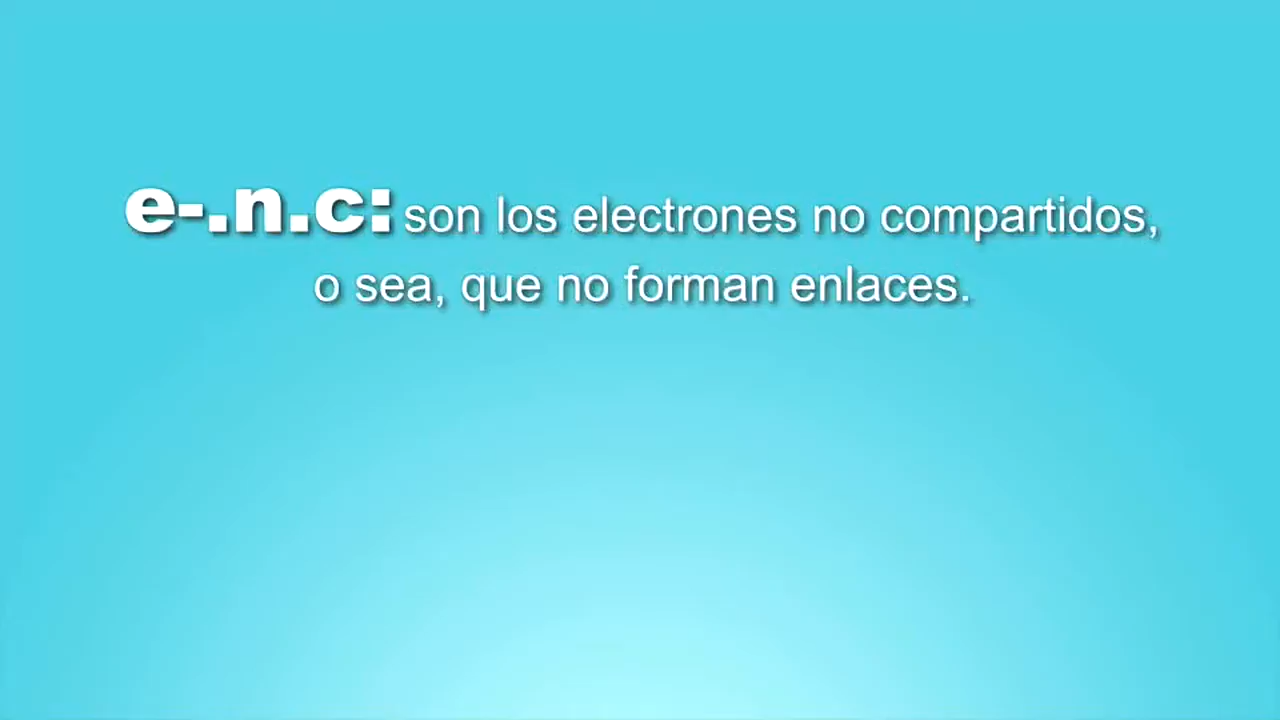 e-.n.c: son los electrones no compartidos,
o sea, que no forman enlaces.